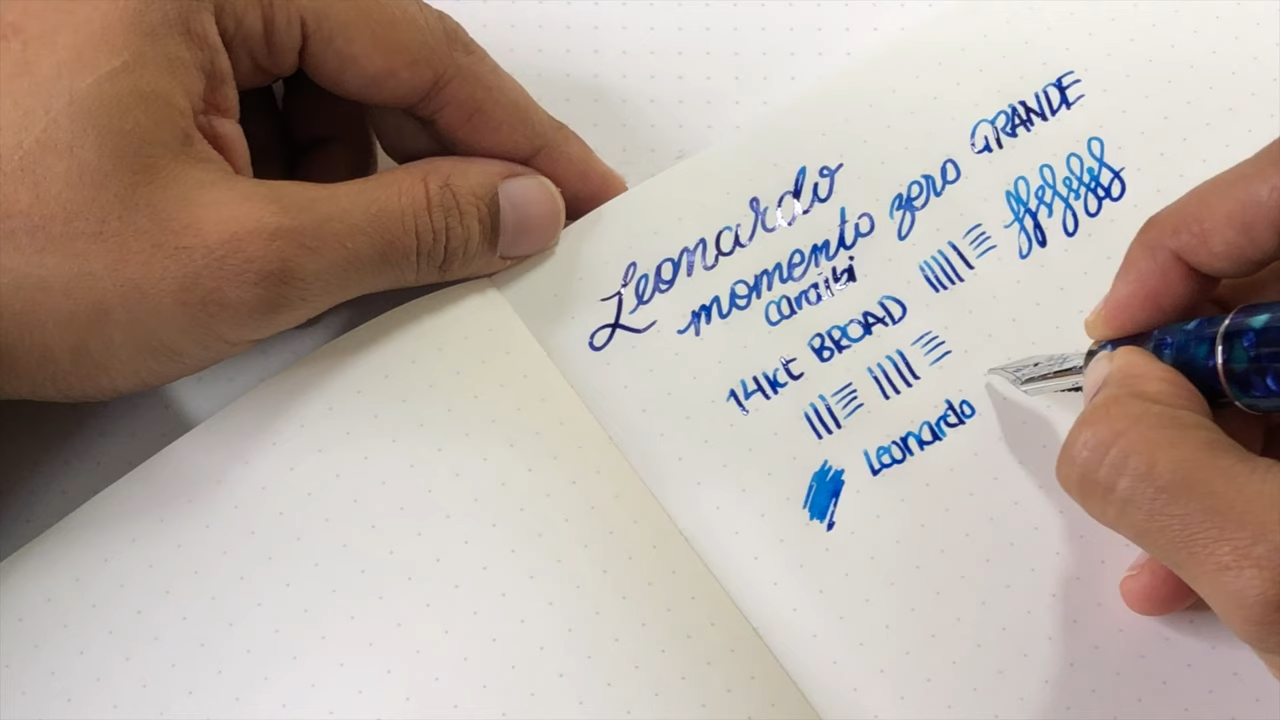 Leonardo
momento zero GRANDE
caraibi
14kt BROAD
Leonardo